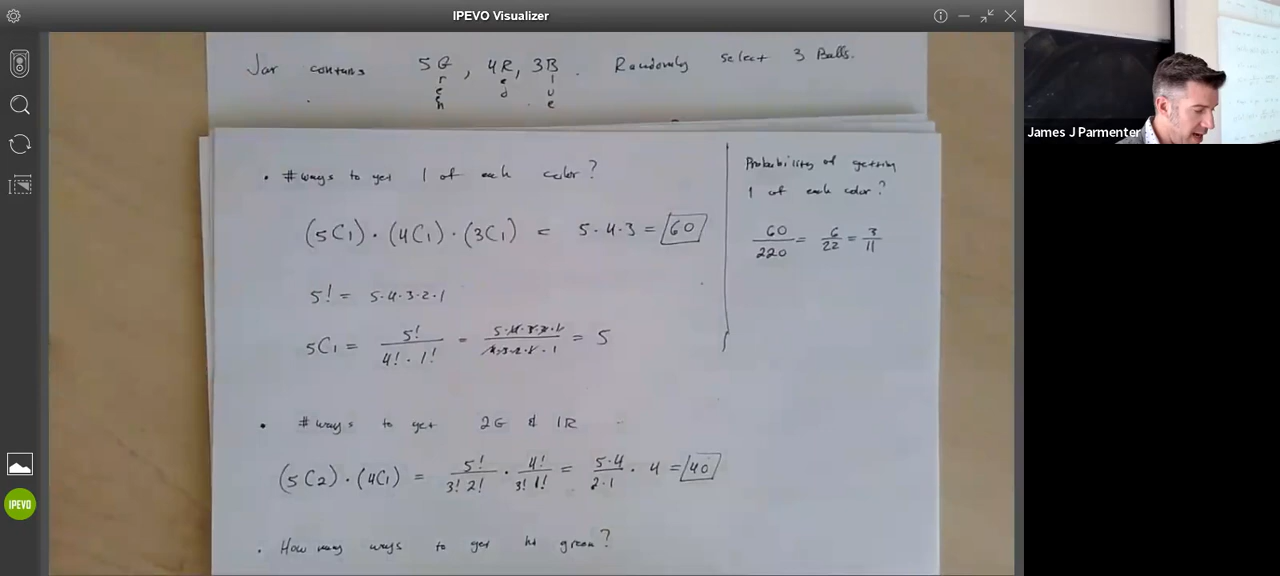 IPEVO Visualizer
Jar contains 5G, 4R, 3B. Randomly select 3 Balls.
reen ed lue
• # ways to get 1 of each color?
(5C1) · (4C1) · (3C1) = 5·4·3 = 60
5! = 5·4·3·2·1
5C1 = 5!/(4!·1!) = (5·4·3·2·1)/(4·3·2·1·1) = 5
• # ways to get 2G & 1R
(5C2) · (4C1) = 5!/(3! 2!) · 4!/(3! 1!) = (5·4)/(2·1) · 4 = 40
• How many ways to get no green?
Probability of getting
1 of each color?
60/220 = 6/22 = 3/11
James J Parmenter
IPEVO